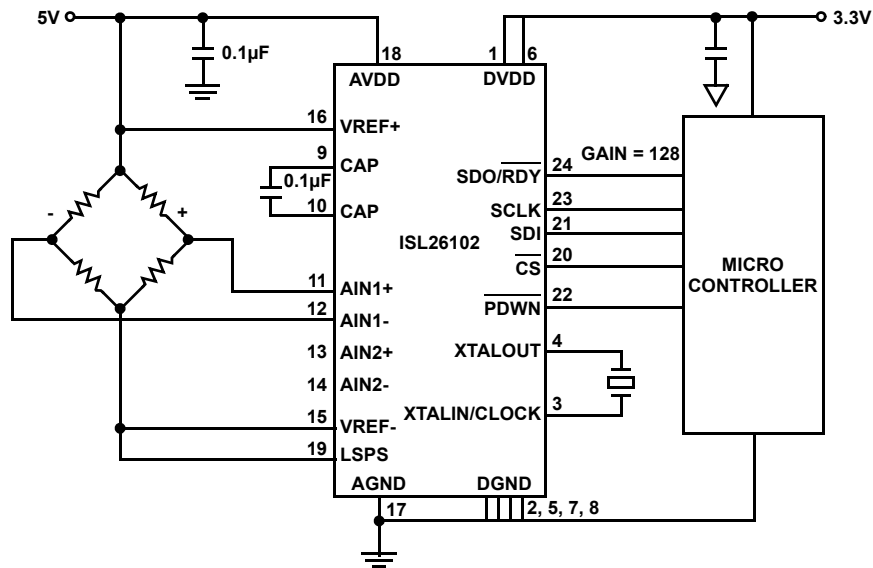 5V
3.3V
0.1µF
18
1
6
AVDD
DVDD
16
VREF+
9
CAP
0.1µF
10
CAP
ISL26102
GAIN = 128
SDO/RDY
24
SCLK
23
SDI
21
CS
20
PDWN
22
MICRO
CONTROLLER
-
+
11
AIN1+
12
AIN1-
13
AIN2+
14
AIN2-
XTALOUT
4
XTALIN/CLOCK
3
15
VREF-
19
LSPS
AGND
DGND
17
2, 5, 7, 8